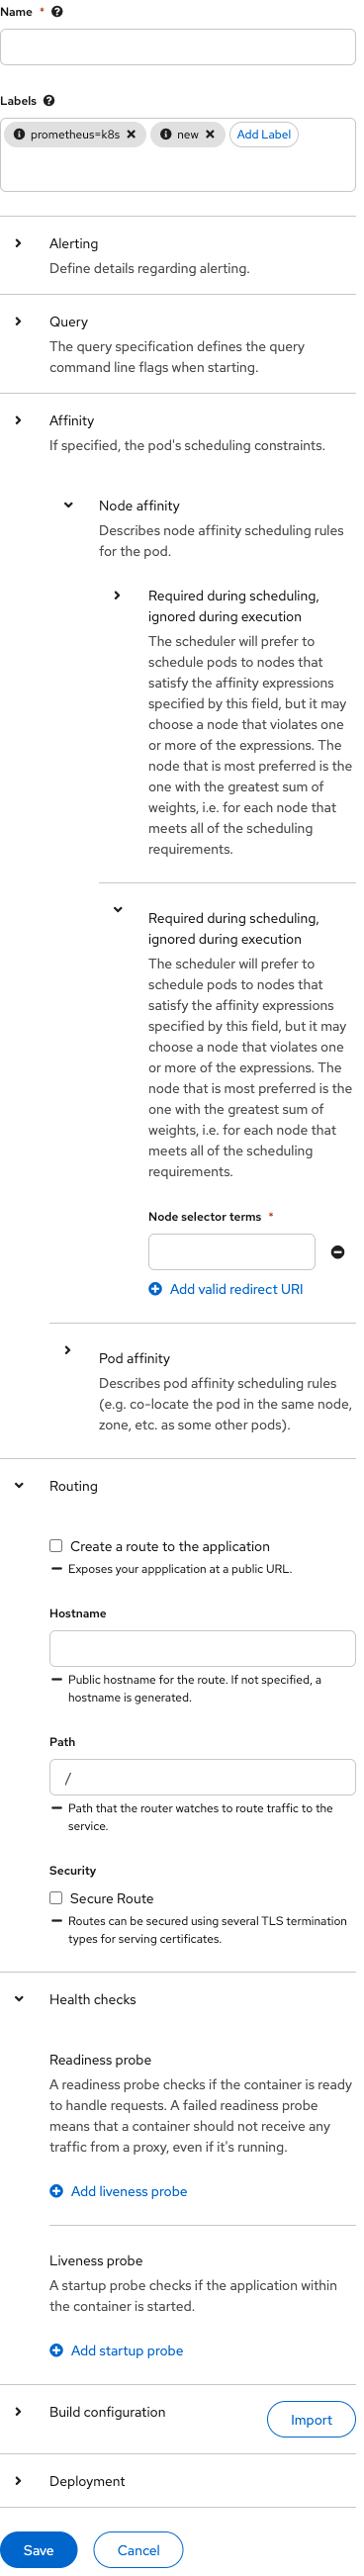 Name *
Labels
prometheus=k8s new Add Label
Alerting
Define details regarding alerting.
Query
The query specification defines the query
command line flags when starting.
Affinity
If specified, the pod's scheduling constraints.
Node affinity
Describes node affinity scheduling rules
for the pod.
Required during scheduling,
ignored during execution
The scheduler will prefer to
schedule pods to nodes that
satisfy the affinity expressions
specified by this field, but it may
choose a node that violates one
or more of the expressions. The
node that is most preferred is the
one with the greatest sum of
weights, i.e. for each node that
meets all of the scheduling
requirements.
Required during scheduling,
ignored during execution
The scheduler will prefer to
schedule pods to nodes that
satisfy the affinity expressions
specified by this field, but it may
choose a node that violates one
or more of the expressions. The
node that is most preferred is the
one with the greatest sum of
weights, i.e. for each node that
meets all of the scheduling
requirements.
Node selector terms *
Add valid redirect URI
Pod affinity
Describes pod affinity scheduling rules
(e.g. co-locate the pod in the same node,
zone, etc. as some other pods).
Routing
Create a route to the application
Exposes your appplication at a public URL.
Hostname
Public hostname for the route. If not specified, a
hostname is generated.
Path
/
Path that the router watches to route traffic to the
service.
Security
Secure Route
Routes can be secured using several TLS termination
types for serving certificates.
Health checks
Readiness probe
A readiness probe checks if the container is ready
to handle requests. A failed readiness probe
means that a container should not receive any
traffic from a proxy, even if it's running.
Add liveness probe
Liveness probe
A startup probe checks if the application within
the container is started.
Add startup probe
Build configuration
Import
Deployment
Save Cancel